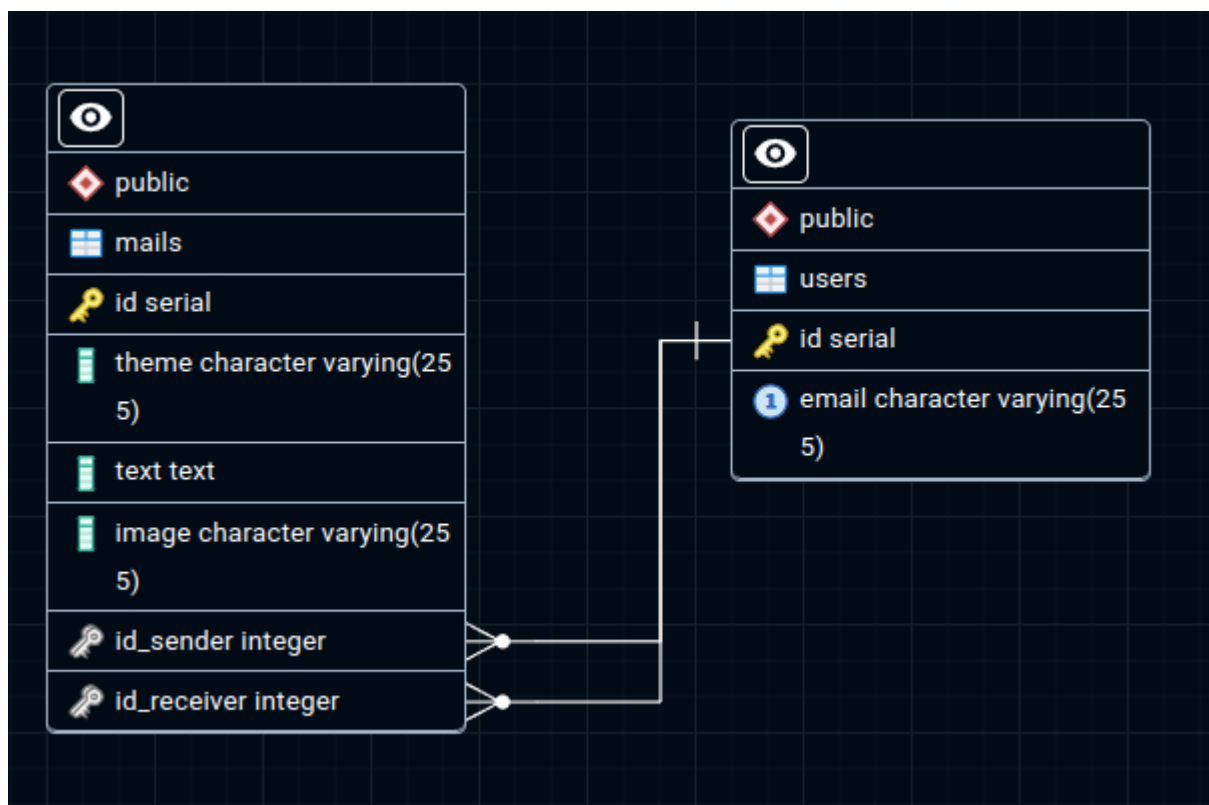 public
mails
id serial
theme character varying(25
5)
text text
image character varying(25
5)
id_sender integer
id_receiver integer
public
users
id serial
1 email character varying(25
5)